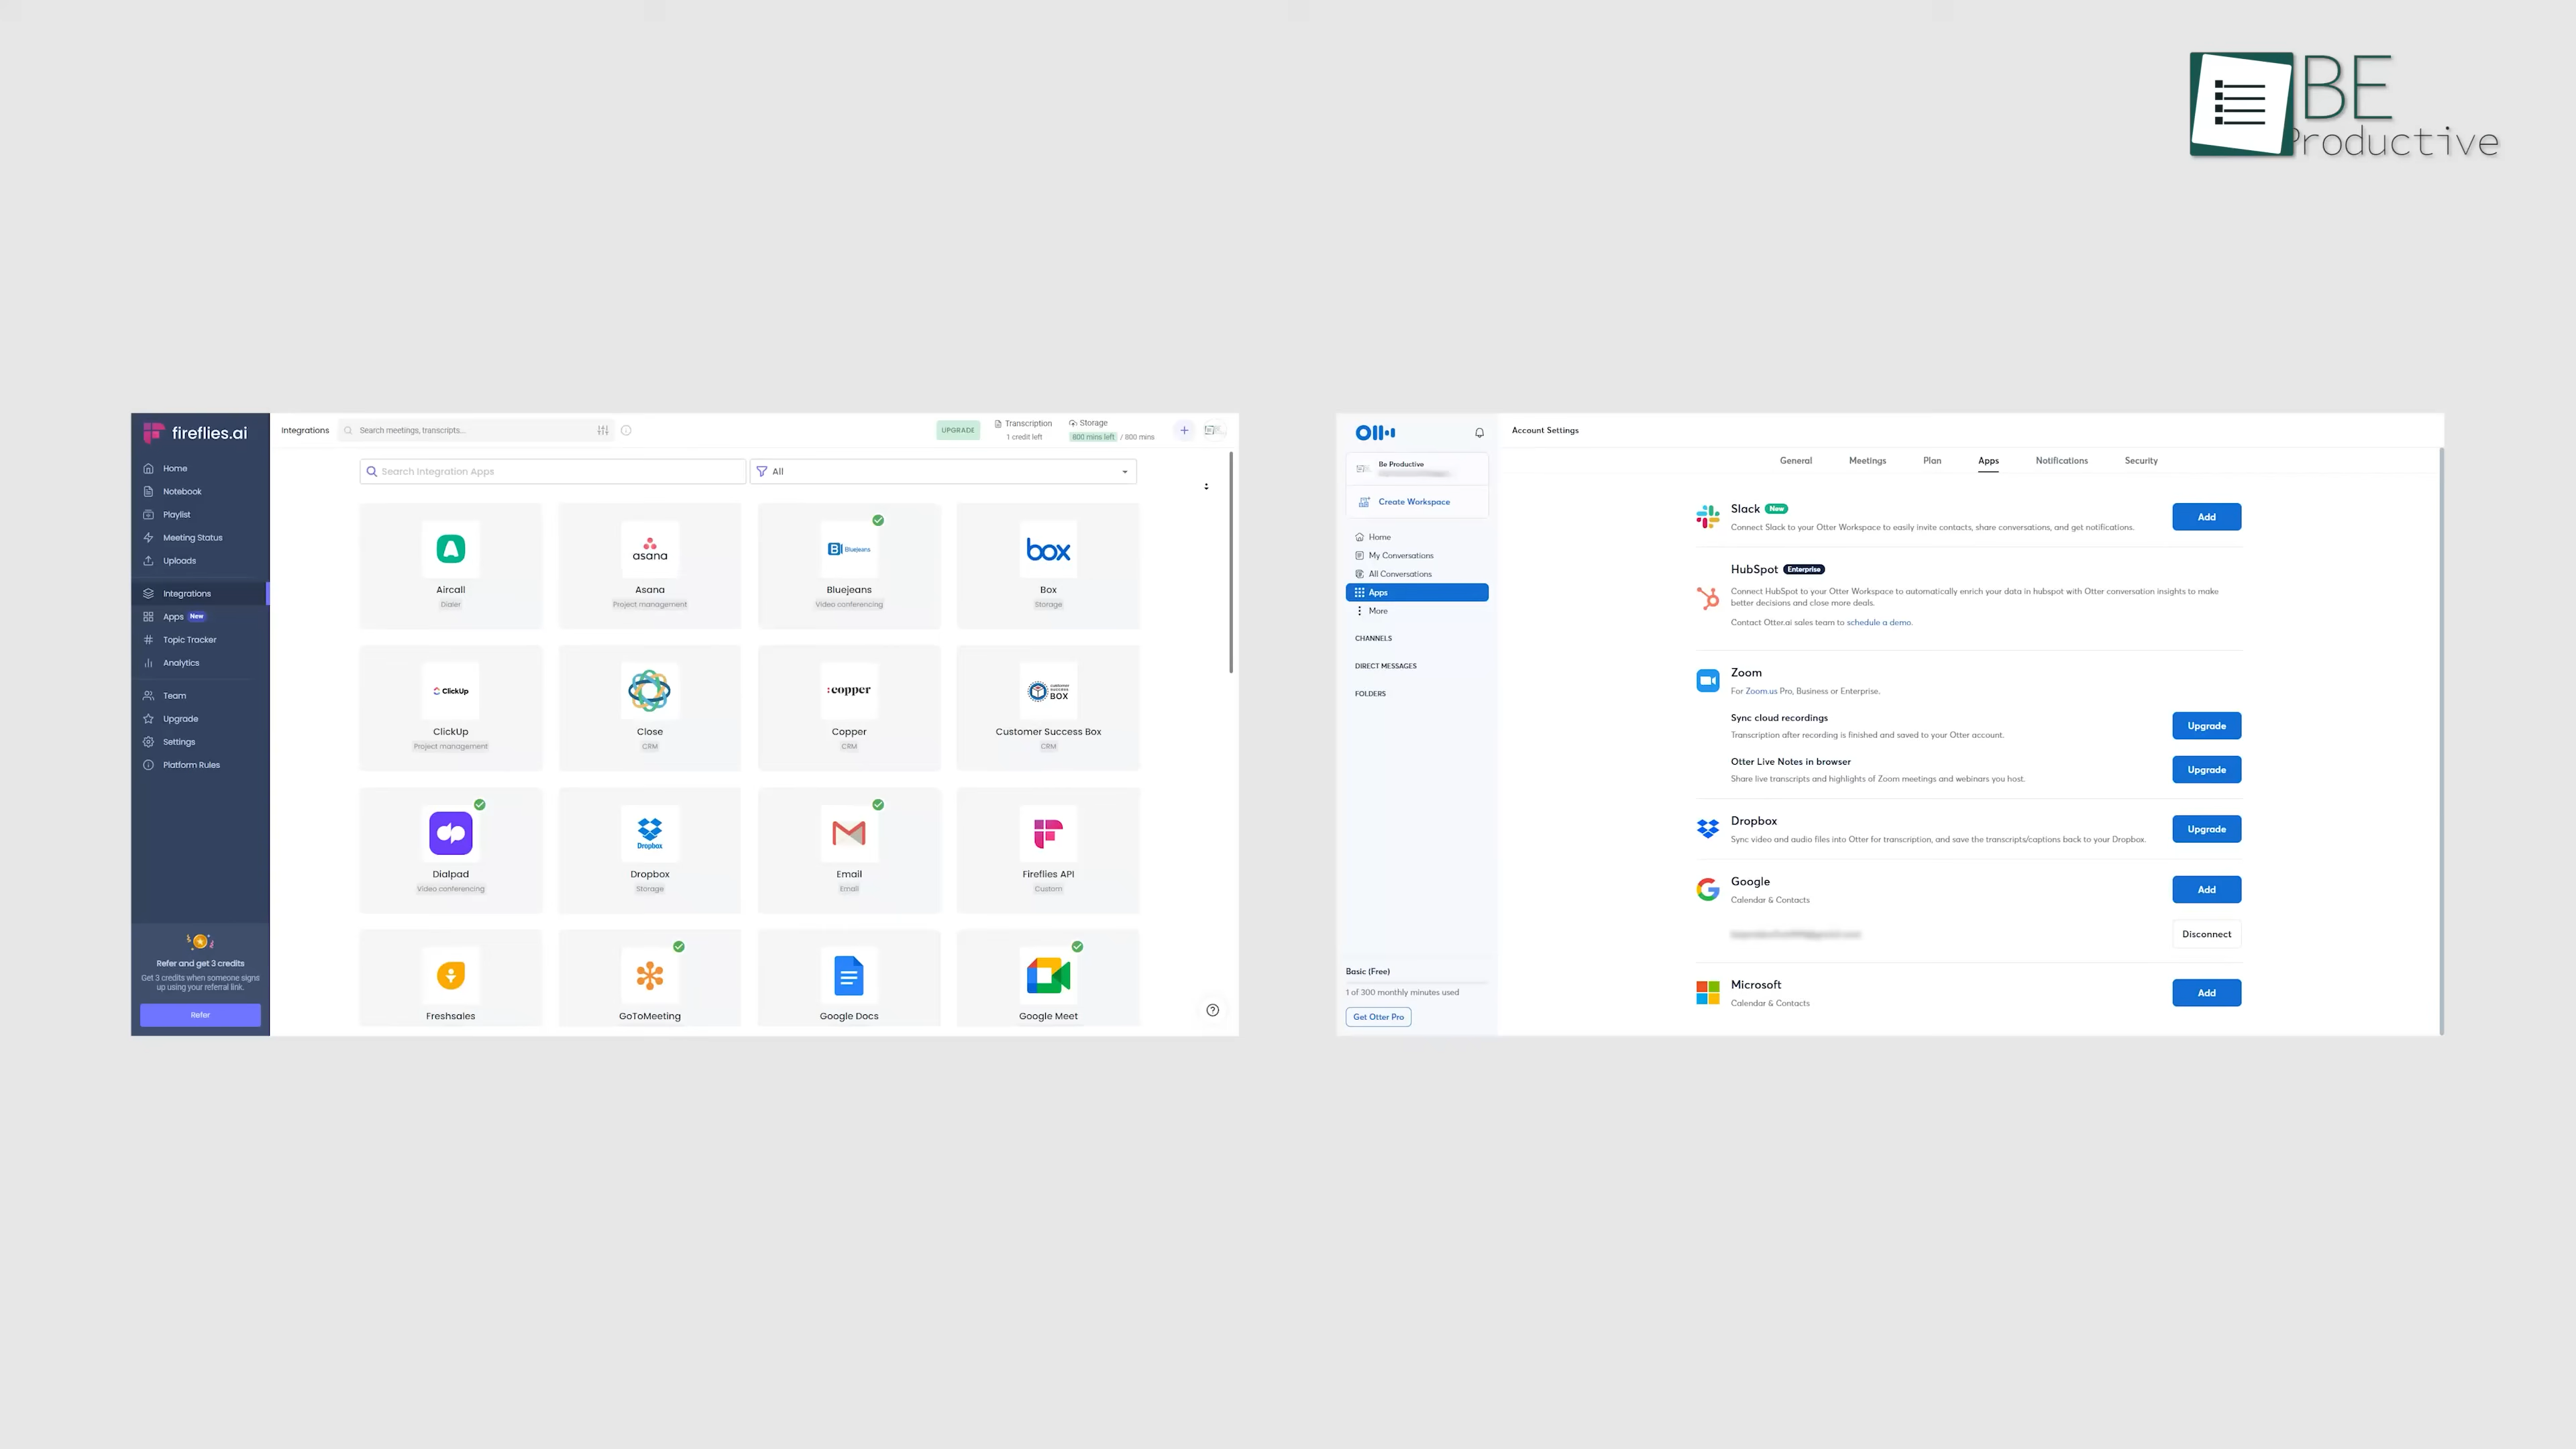 BE
Productive
fireflies.ai
Home
Notebook
Playlist
Meeting Status
Uploads
Integrations
Apps New
Topic Tracker
Analytics
Team
Upgrade
Settings
Platform Rules
Refer and get 3 credits
Get 3 credits when someone signs
up using your referral link.
Refer
Integrations
Search meetings, transcripts...
UPGRADE
Transcription
1 credit left
Storage
800 mins left / 800 mins
Search Integration Apps
All
Aircall
Dialer
asana
Asana
Project management
Bluejeans
Bluejeans
Video conferencing
box
Box
Storage
ClickUp
ClickUp
Project management
Close
CRM
:copper
Copper
CRM
CUSTOMER
SUCCESS
BOX
Customer Success Box
CRM
Dialpad
Video conferencing
Dropbox
Dropbox
Storage
Email
Email
Fireflies API
Custom
Freshsales
GoToMeeting
Google Docs
Google Meet
Be Productive
Create Workspace
Home
My Conversations
All Conversations
Apps
More
CHANNELS
DIRECT MESSAGES
FOLDERS
Basic (Free)
1 of 300 monthly minutes used
Get Otter Pro
Account Settings
General Meetings Plan Apps Notifications Security
Slack New
Connect Slack to your Otter Workspace to easily invite contacts, share conversations, and get notifications.
Add
HubSpot Enterprise
Connect HubSpot to your Otter Workspace to automatically enrich your data in hubspot with Otter conversation insights to make
better decisions and close more deals.
Contact Otter.ai sales team to schedule a demo.
Zoom
For Zoom.us Pro, Business or Enterprise.
Sync cloud recordings
Transcription after recording is finished and saved to your Otter account.
Upgrade
Otter Live Notes in browser
Share live transcripts and highlights of Zoom meetings and webinars you host.
Upgrade
Dropbox
Sync video and audio files into Otter for transcription, and save the transcripts/captions back to your Dropbox.
Upgrade
Google
Calendar & Contacts
Add
Disconnect
Microsoft
Calendar & Contacts
Add